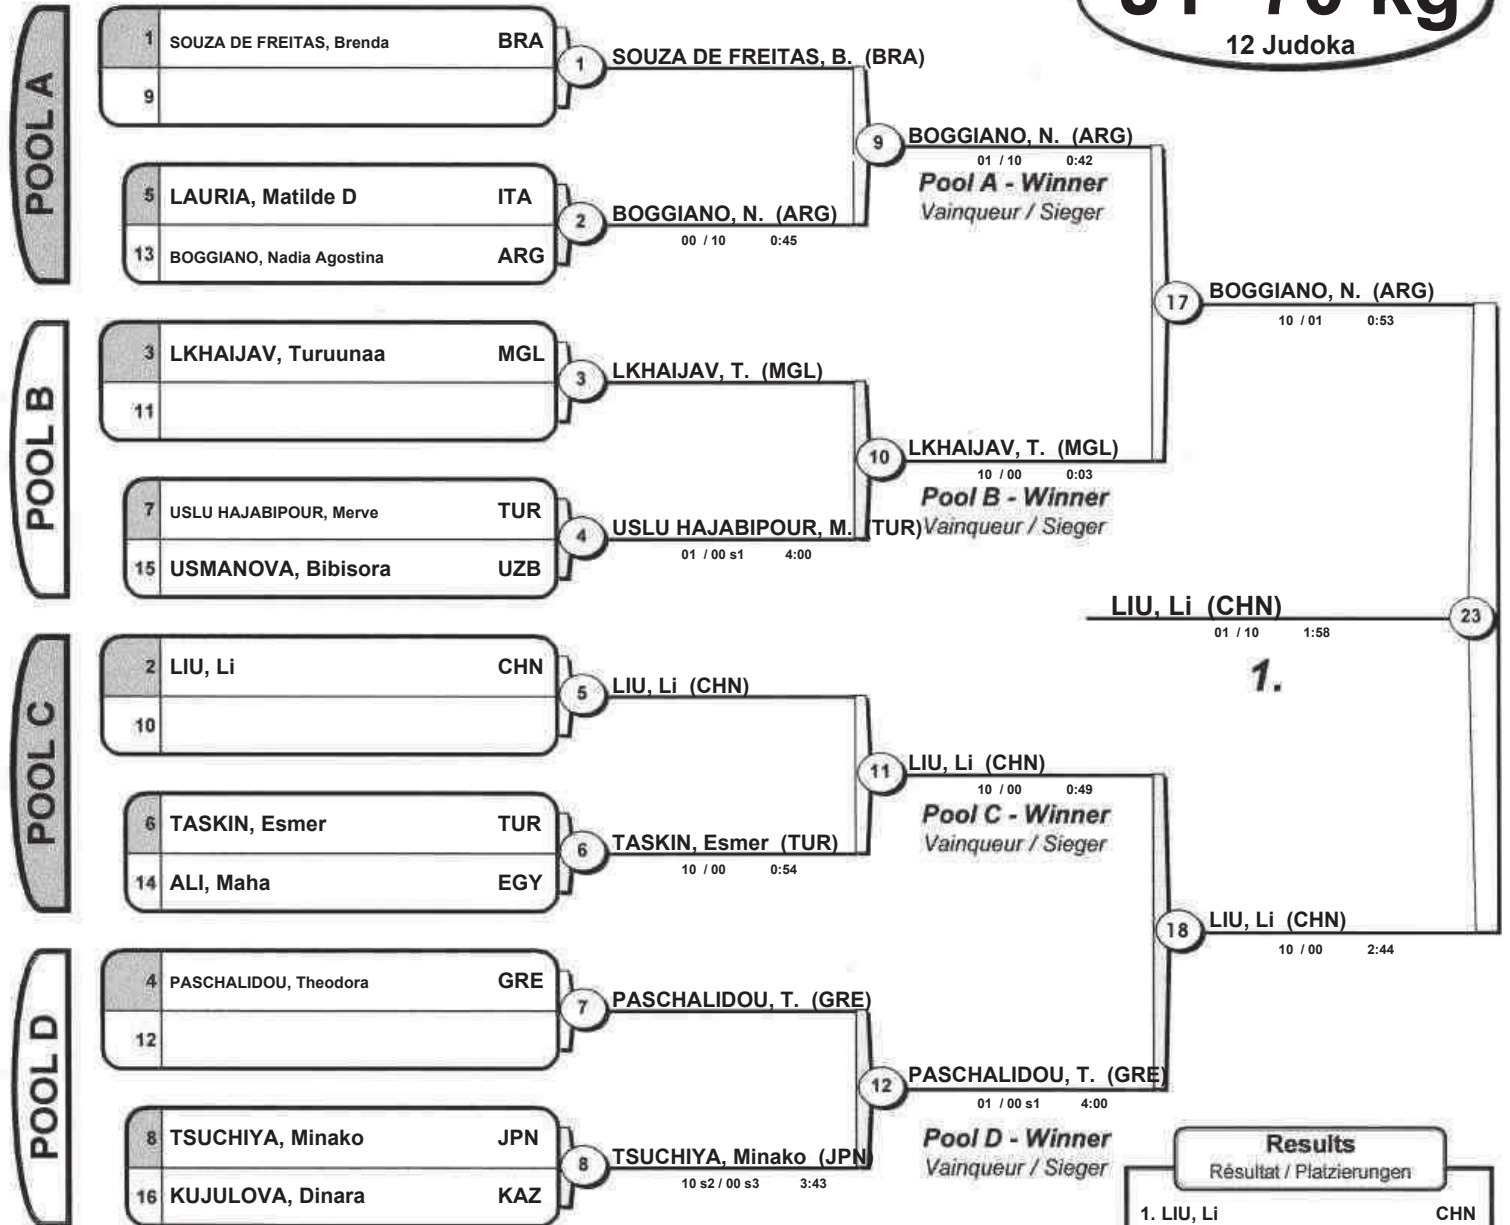 12 Judoka
POOL A
1 SOUZA DE FREITAS, Brenda BRA
9
1
SOUZA DE FREITAS, B. (BRA)
5 LAURIA, Matilde D ITA
13 BOGGIANO, Nadia Agostina ARG
2
BOGGIANO, N. (ARG)
00 / 10 0:45
9
BOGGIANO, N. (ARG)
01 / 10 0:42
Pool A - Winner
Vainqueur / Sieger
17
BOGGIANO, N. (ARG)
10 / 01 0:53
POOL B
3 LKHAIJAV, Turuunaa MGL
11
3
LKHAIJAV, T. (MGL)
7 USLU HAJABIPOUR, Merve TUR
15 USMANOVA, Bibisora UZB
4
USLU HAJABIPOUR, M. (TUR)
01 / 00 s1 4:00
10
LKHAIJAV, T. (MGL)
10 / 00 0:03
Pool B - Winner
Vainqueur / Sieger
LIU, Li (CHN)
01 / 10 1:58
23
1.
POOL C
2 LIU, Li CHN
10
5
LIU, Li (CHN)
6 TASKIN, Esmer TUR
14 ALI, Maha EGY
6
TASKIN, Esmer (TUR)
10 / 00 0:54
11
LIU, Li (CHN)
10 / 00 0:49
Pool C - Winner
Vainqueur / Sieger
18
LIU, Li (CHN)
10 / 00 2:44
POOL D
4 PASCHALIDOU, Theodora GRE
12
7
PASCHALIDOU, T. (GRE)
8 TSUCHIYA, Minako JPN
16 KUJULOVA, Dinara KAZ
8
TSUCHIYA, Minako (JPN)
10 s2 / 00 s3 3:43
12
PASCHALIDOU, T. (GRE)
01 / 00 s1 4:00
Pool D - Winner
Vainqueur / Sieger
Results
Résultat / Platzierungen
1. LIU, Li CHN